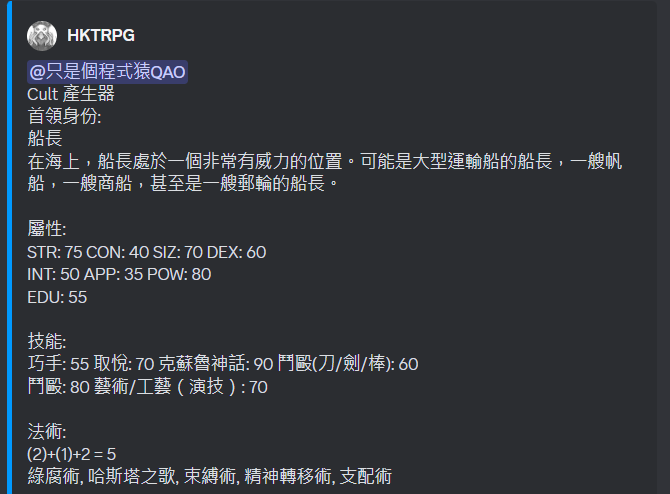 HKTRPG
@只是個程式猿QAO
Cult 產生器
首領身份:
船長
在海上，船長處於一個非常有威力的位置。可能是大型運輸船的船長，一艘帆
船，一艘商船，甚至是一艘郵輪的船長。
屬性:
STR: 75 CON: 40 SIZ: 70 DEX: 60
INT: 50 APP: 35 POW: 80
EDU: 55
技能:
巧手: 55 取悅: 70 克蘇魯神話: 90 鬥毆(刀/劍/棒): 60
鬥毆: 80 藝術/工藝（演技）: 70
法術:
(2)+(1)+2 = 5
綠腐術, 哈斯塔之歌, 束縛術, 精神轉移術, 支配術